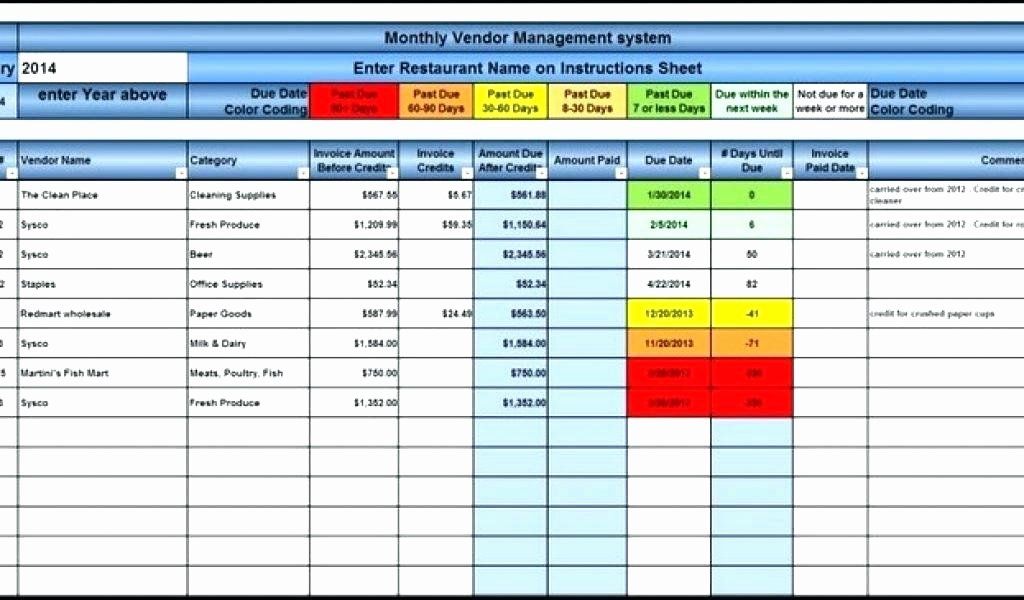 Monthly Vendor Management system
ry 2014 Enter Restaurant Name on Instructions Sheet
4 enter Year above Due Date Color Coding Past Due 90+ Days Past Due 60-90 Days Past Due 30-60 Days Past Due 8-30 Days Past Due 7 or less Days Due within the next week Not due for a week or more Due Date Color Coding
# Vendor Name Category Invoice Amount Before Credits Invoice Credits Amount Due After Credits Amount Paid Due Date # Days Until Due Invoice Paid Date Commen
The Clean Place Cleaning Supplies $567.55 $5.67 $561.88 1/30/2014 0 carried over from 2012 Credit for cr
cleaner
2 Sysco Fresh Produce $1,209.99 $59.35 $1,150.64 2/5/2014 6 carried over from 2012 Credit for ro
2 Sysco Beer $2,345.56 $2,345.56 3/21/2014 50 carried over from 2012
2 Staples Office Supplies $52.34 $52.34 4/22/2014 82
Redmart wholesale Paper Goods $587.99 $24.49 $563.50 12/20/2013 -41 credit for crushed paper cups
Sysco Milk & Dairy $1,584.00 $1,584.00 11/20/2013 -71
5 Martini's Fish Mart Meats, Poultry, Fish $750.00 $750.00
Sysco Fresh Produce $1,352.00 $1,352.00